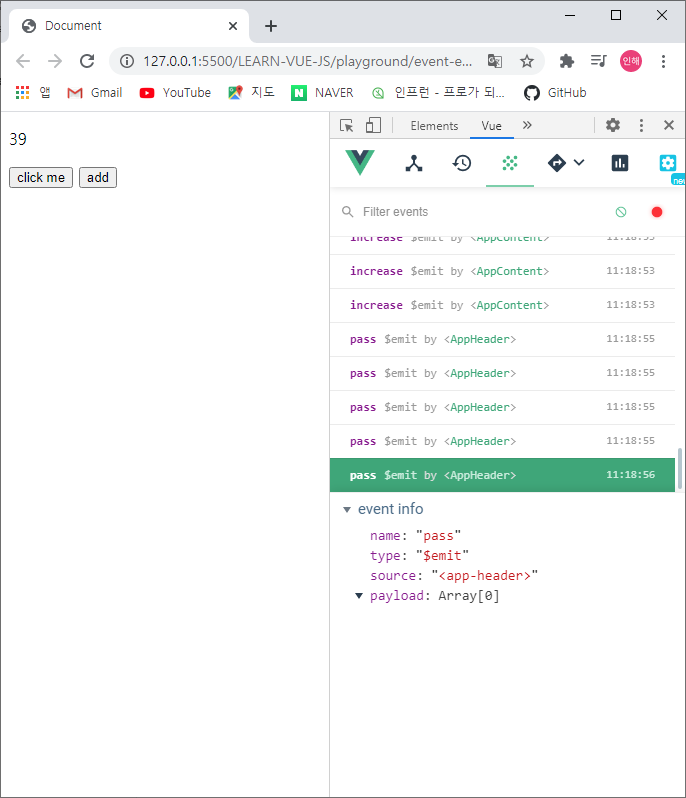 Document
127.0.0.1:5500/LEARN-VUE-JS/playground/event-e...
인해
앱 Gmail YouTube 지도 NAVER 인프런 - 프로가 되... GitHub
39
click me add
Elements Vue
new
Filter events
increase $emit by <AppContent> 11:18:53
increase $emit by <AppContent> 11:18:53
increase $emit by <AppContent> 11:18:53
pass $emit by <AppHeader> 11:18:55
pass $emit by <AppHeader> 11:18:55
pass $emit by <AppHeader> 11:18:55
pass $emit by <AppHeader> 11:18:55
pass $emit by <AppHeader> 11:18:56
event info
name: "pass"
type: "$emit"
source: "<app-header>"
payload: Array[0]